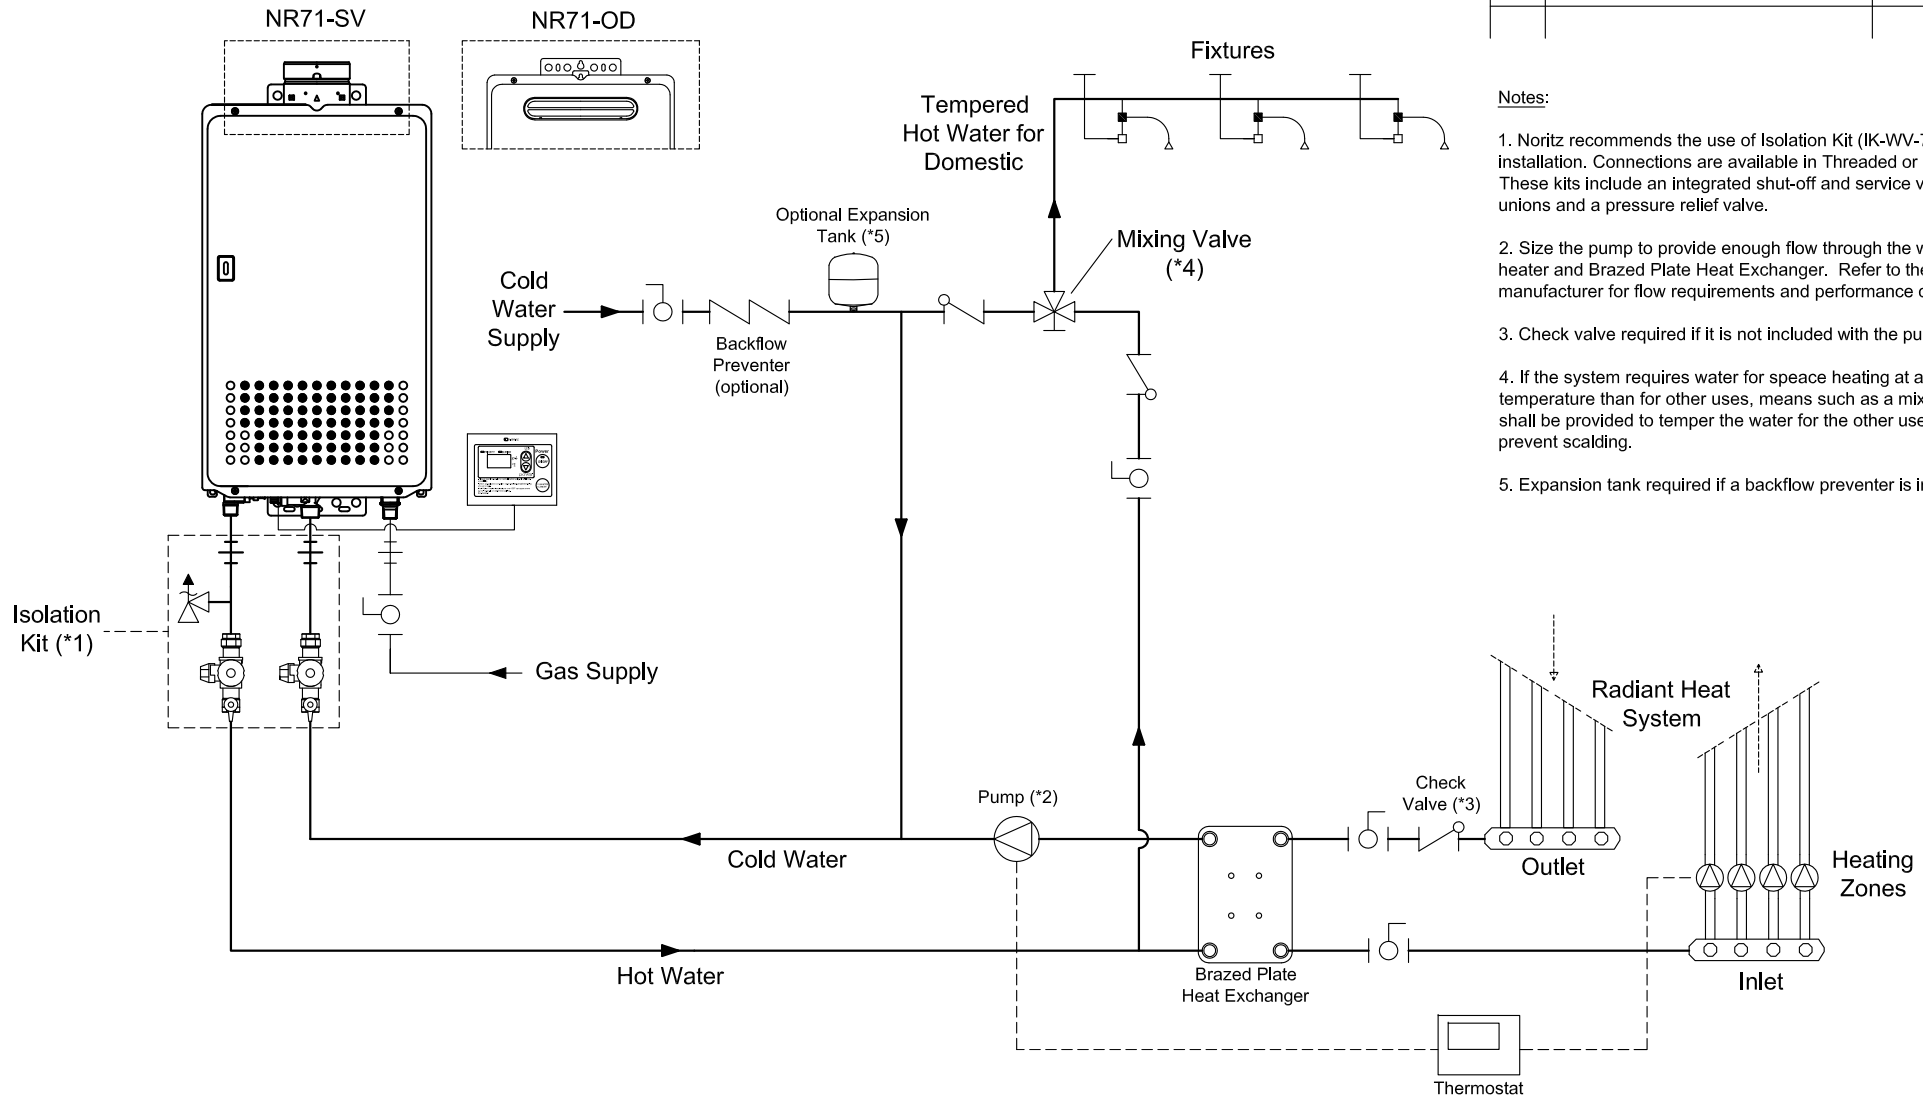 NR71-SV
NR71-OD
Fixtures
Tempered
Hot Water for
Domestic
Optional Expansion
Tank (*5)
Mixing Valve
(*4)
Cold
Water
Supply
Backflow
Preventer
(optional)
Isolation
Kit (*1)
Gas Supply
Pump (*2)
Cold Water
Hot Water
Check
Valve (*3)
Radiant Heat
System
Outlet
Heating
Zones
Inlet
Brazed Plate
Heat Exchanger
Thermostat
Notes:
1. Noritz recommends the use of Isolation Kit (IK-WV-
installation. Connections are available in Threaded or
These kits include an integrated shut-off and service
unions and a pressure relief valve.
2. Size the pump to provide enough flow through the
heater and Brazed Plate Heat Exchanger. Refer to the
manufacturer for flow requirements and performance
3. Check valve required if it is not included with the pu
4. If the system requires water for speace heating at a
temperature than for other uses, means such as a mix
shall be provided to temper the water for the other use
prevent scalding.
5. Expansion tank required if a backflow preventer is in